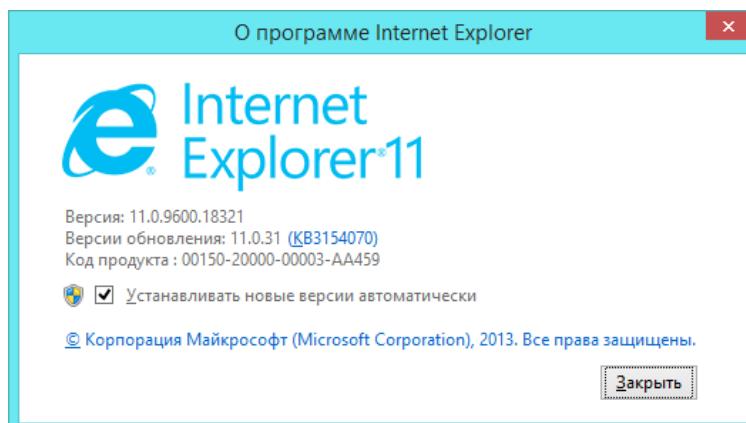 О программе Internet Explorer
Internet
Explorer®11
Версия: 11.0.9600.18321
Версии обновления: 11.0.31 (KB3154070)
Код продукта : 00150-20000-00003-AA459
Устанавливать новые версии автоматически
© Корпорация Майкрософт (Microsoft Corporation), 2013. Все права защищены.
Закрыть